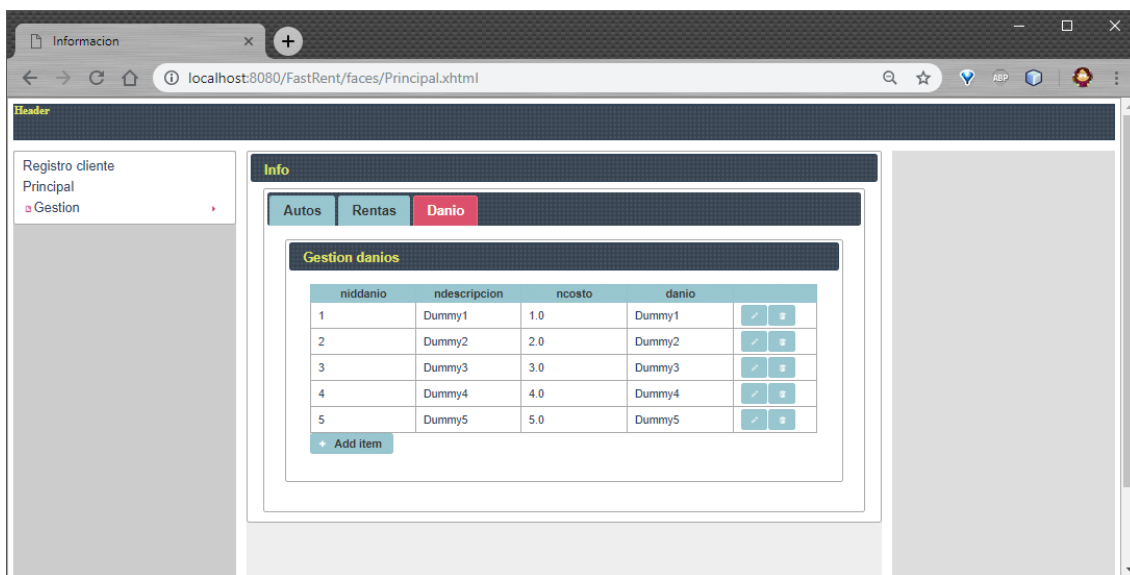 Informacion
localhost:8080/FastRent/faces/Principal.xhtml
ABP
Header
Registro cliente
Principal
Gestion
Info
Autos Rentas Danio
Gestion danios
niddanio ndescripcion ncosto danio
1 Dummy1 1.0 Dummy1
2 Dummy2 2.0 Dummy2
3 Dummy3 3.0 Dummy3
4 Dummy4 4.0 Dummy4
5 Dummy5 5.0 Dummy5
+ Add item